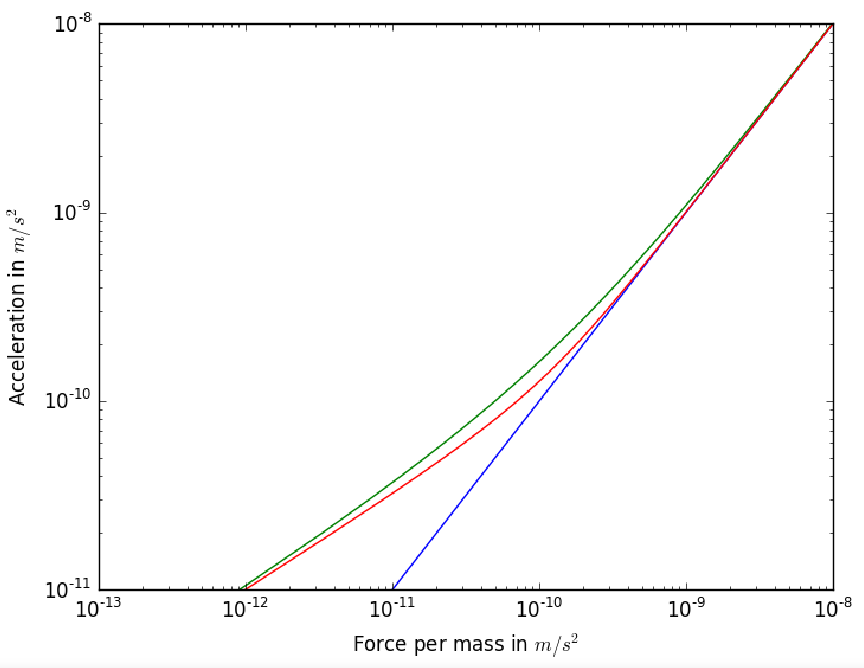 10^-8
10^-9
10^-10
10^-11
Acceleration in m/s^2
10^-13 10^-12 10^-11 10^-10 10^-9 10^-8
Force per mass in m/s^2